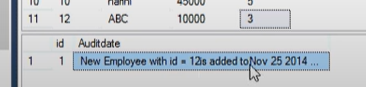 10 10 45000 5
11 12 ABC 10000 3
id Auditdate
1 1 New Employee with id = 12is added to Nov 25 2014 ...